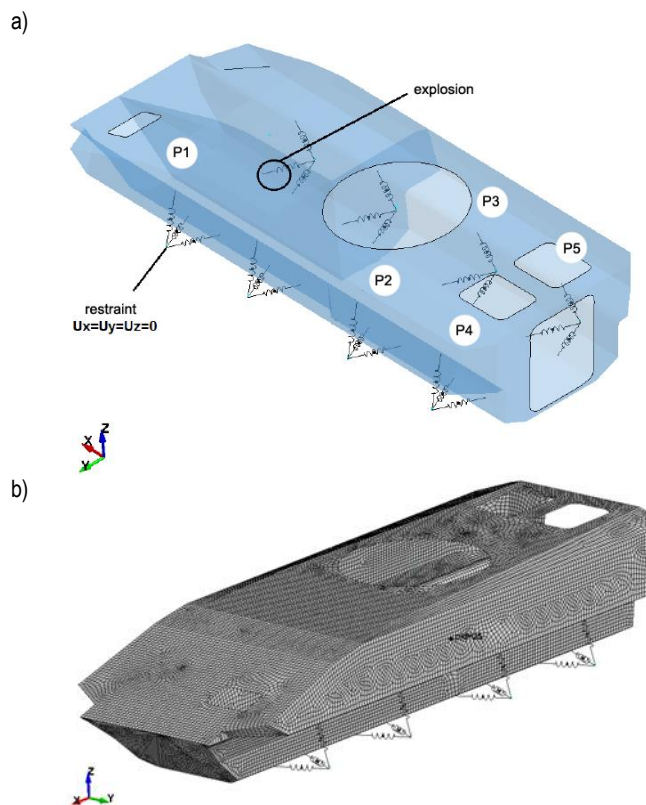 a)
explosion
P1
P3
P5
P2
restraint
Ux=Uy=Uz=0
P4
Z
X
Y
b)
Z
X
Y